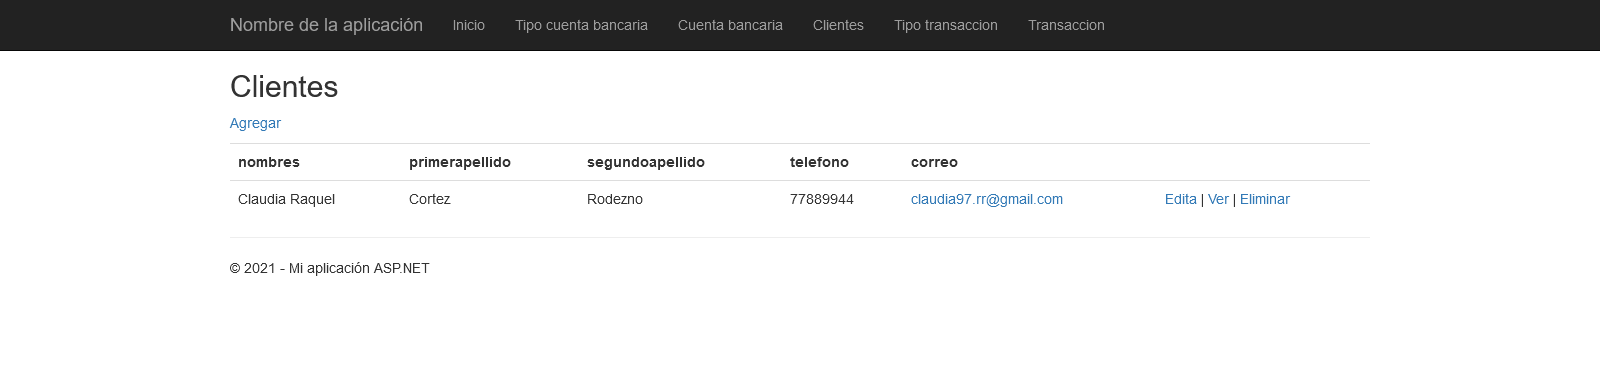 Nombre de la aplicación Inicio Tipo cuenta bancaria Cuenta bancaria Clientes Tipo transaccion Transaccion
Clientes
Agregar
nombres primerapellido segundoapellido telefono correo
Claudia Raquel Cortez Rodezno 77889944 claudia97.rr@gmail.com Edita | Ver | Eliminar
© 2021 - Mi aplicación ASP.NET